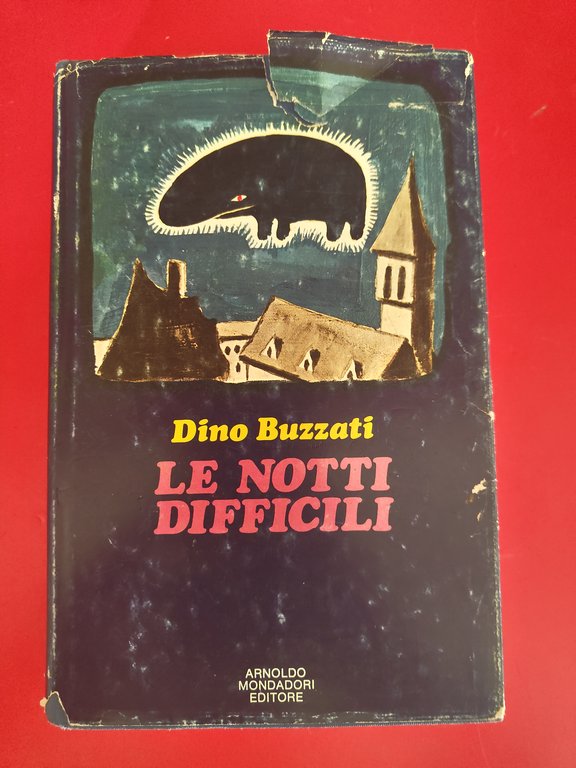 Dino Buzzati
LE NOTTI
DIFFICILI
ARNOLDO
MONDADORI
EDITORE